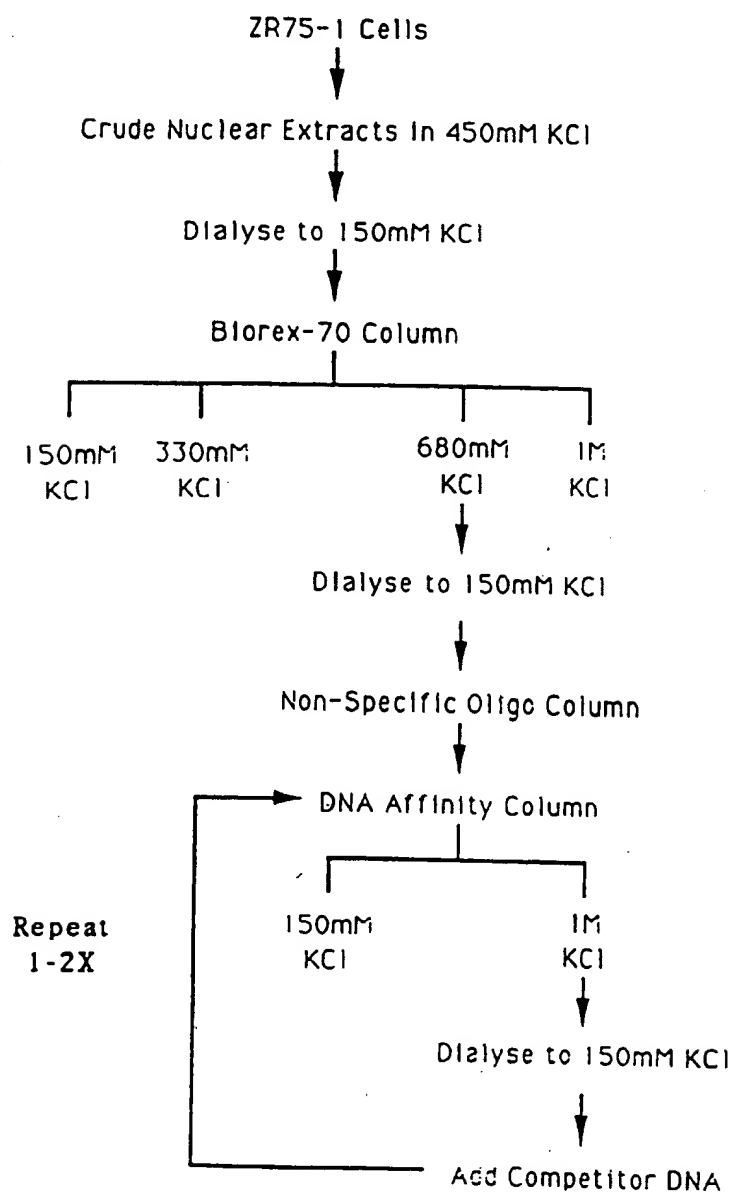 ZR75-1 Cells
Crude Nuclear Extracts in 450mM KCl
Dialyse to 150mM KCl
Biorex-70 Column
150mM 330mM 680mM 1M
KCl KCl KCl KCl
Dialyse to 150mM KCl
Non-Specific Oligo Column
DNA Affinity Column
150mM 1M
KCl KCl
Repeat
1-2X
Dialyse to 150mM KCl
Add Competitor DNA